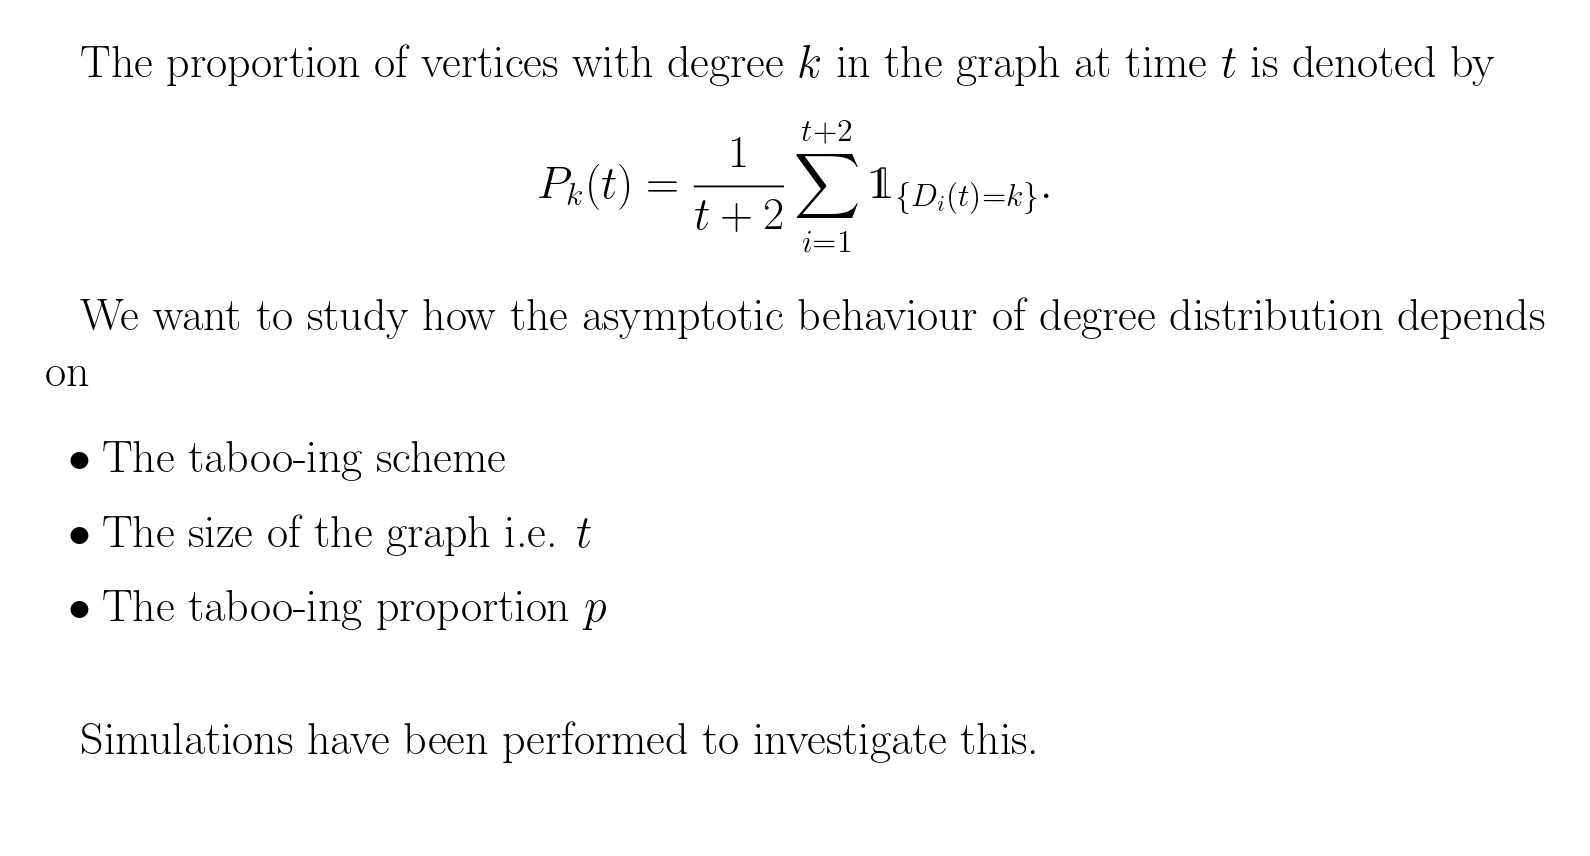 The proportion of vertices with degree k in the graph at time t is denoted by
P_k(t) = \frac{1}{t+2} \sum_{i=1}^{t+2} 𝟙_{\{D_i(t)=k\}}.
We want to study how the asymptotic behaviour of degree distribution depends
on
• The taboo-ing scheme
• The size of the graph i.e. t
• The taboo-ing proportion p
Simulations have been performed to investigate this.